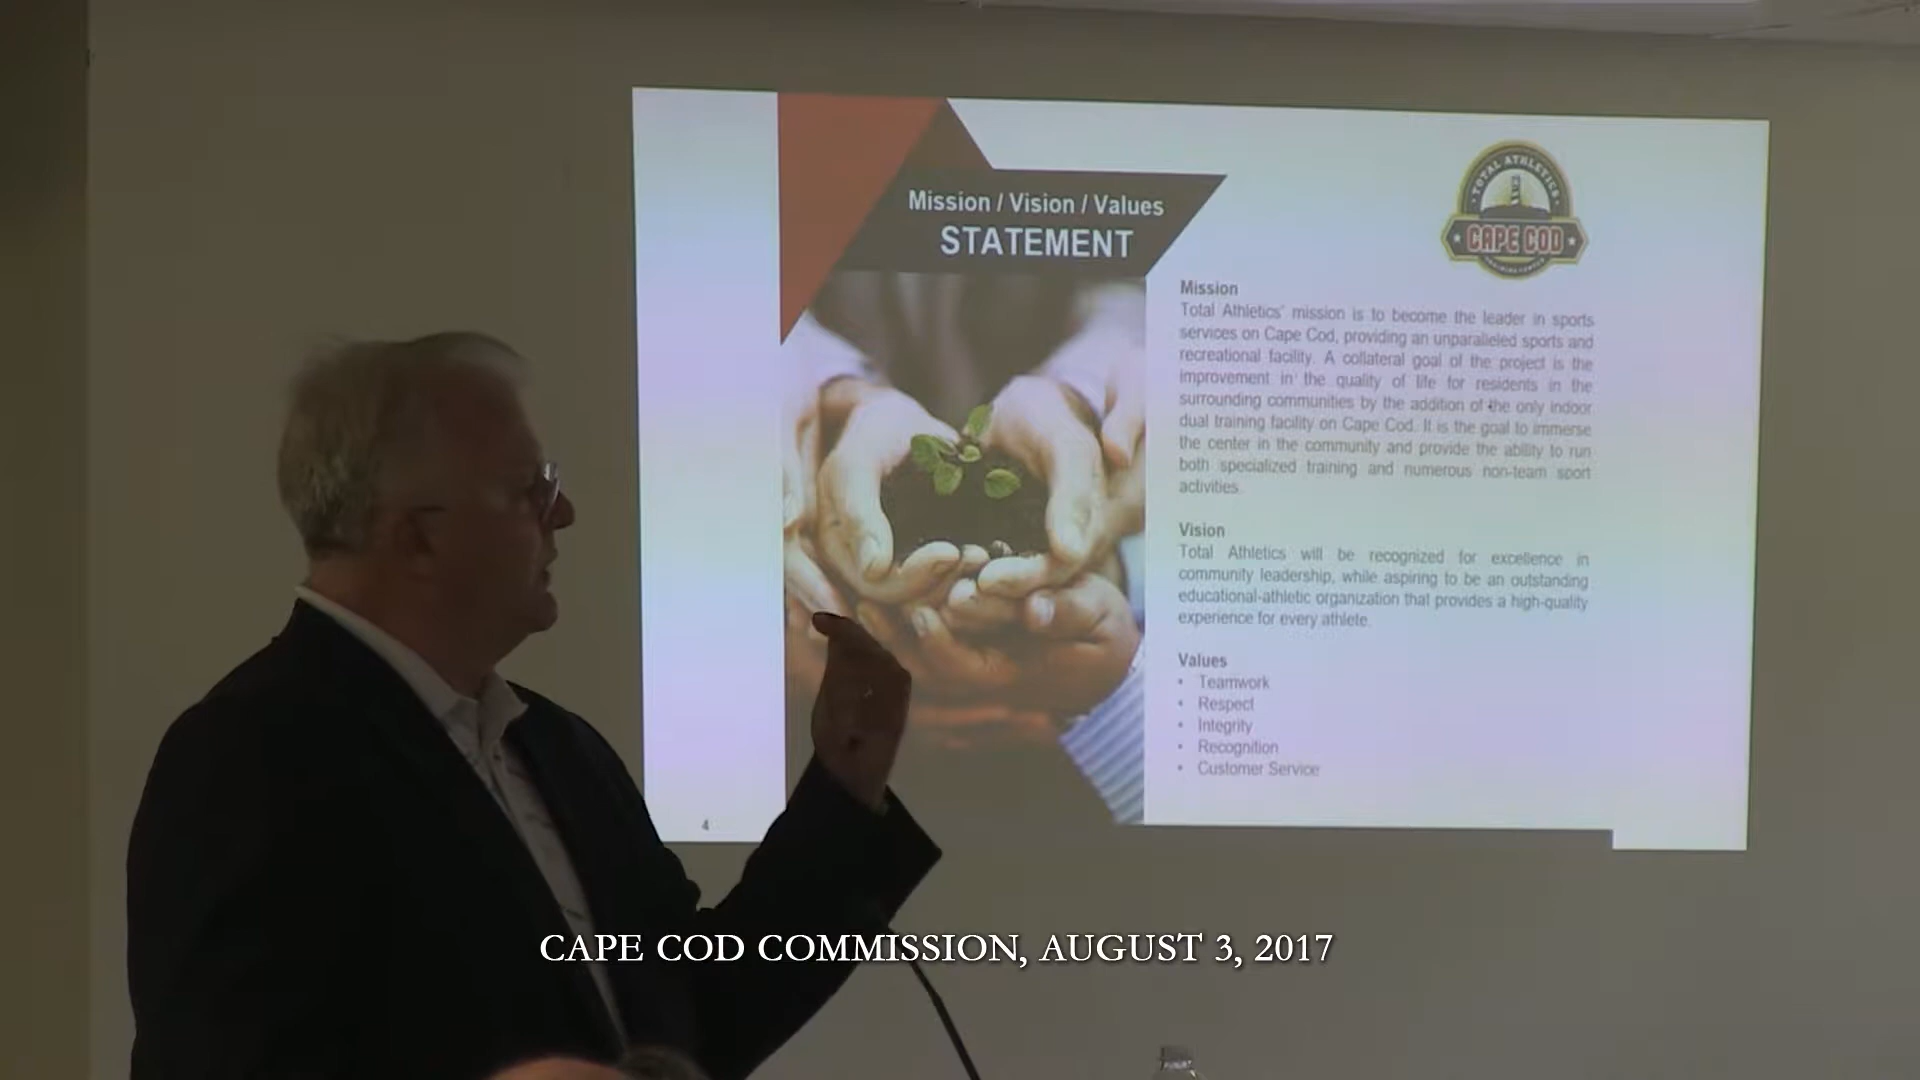 Mission / Vision / Values
STATEMENT
TOTAL ATHLETICS
CAPE COD
Mission
Total Athletics' mission is to become the leader in sports
services on Cape Cod, providing an unparalleled sports and
recreational facility. A collateral goal of the project is the
improvement in the quality of life for residents in the
surrounding communities by the addition of the only indoor
dual training facility on Cape Cod. It is the goal to immerse
the center in the community and provide the ability to run
both specialized training and numerous non-team sport
activities.
Vision
Total Athletics will be recognized for excellence in
community leadership, while aspiring to be an outstanding
educational-athletic organization that provides a high-quality
experience for every athlete.
Values
• Teamwork
• Respect
• Integrity
• Recognition
• Customer Service
4
CAPE COD COMMISSION, AUGUST 3, 2017